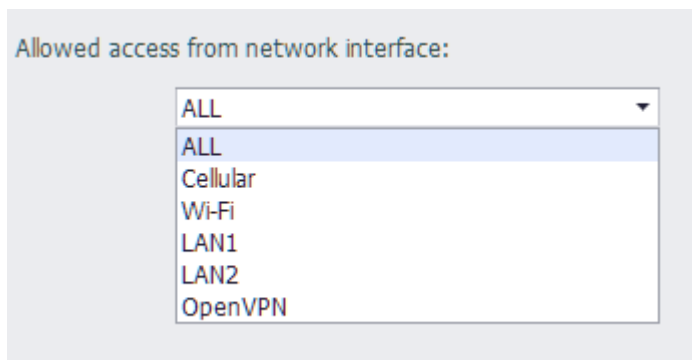 Allowed access from network interface:
ALL
ALL
Cellular
Wi-Fi
LAN1
LAN2
OpenVPN